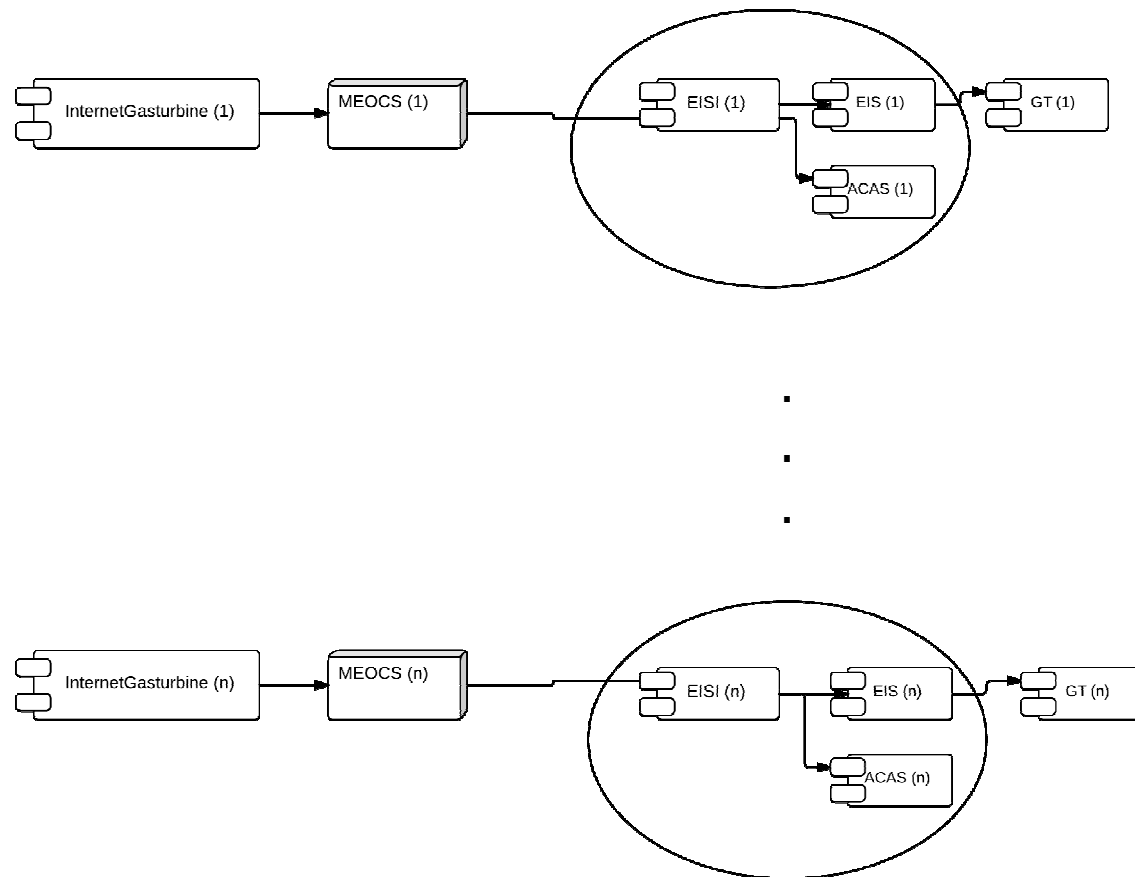 InternetGasturbine (1)
MEOCS (1)
EISI (1)
EIS (1)
GT (1)
ACAS (1)
InternetGasturbine (n)
MEOCS (n)
EISI (n)
EIS (n)
GT (n)
ACAS (n)